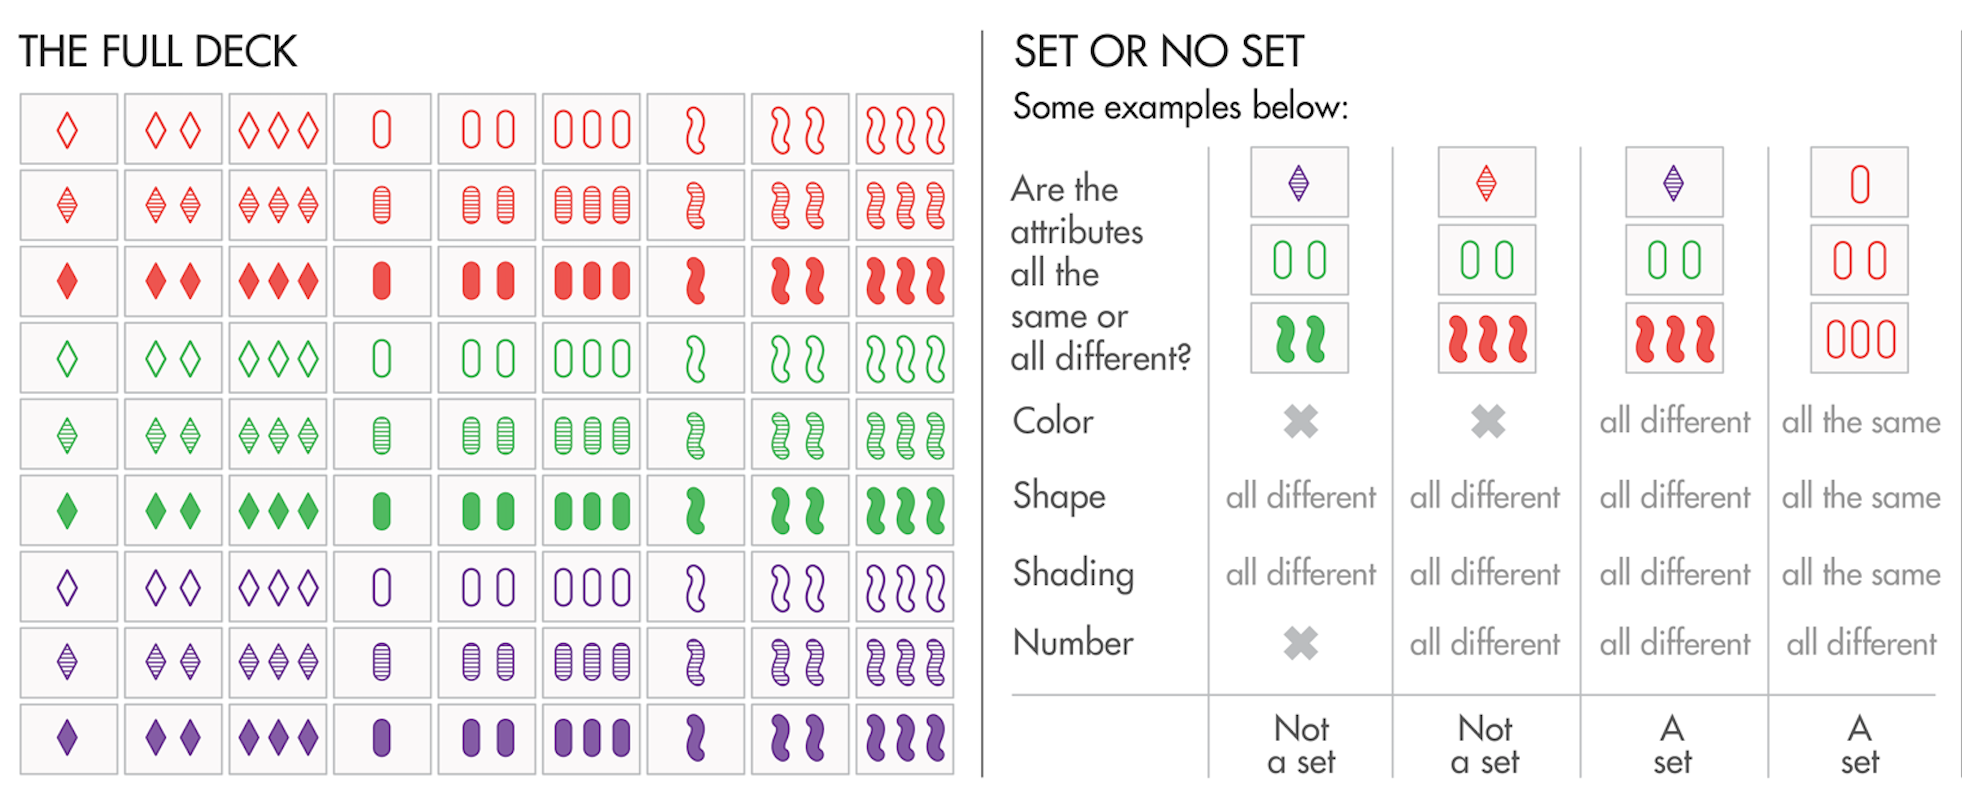 THE FULL DECK
SET OR NO SET
Some examples below:
Are the
attributes
all the
same or
all different?
Color all different all the same
Shape all different all different all different all the same
Shading all different all different all different all the same
Number all different all different all different
Not
a set
Not
a set
A
set
A
set